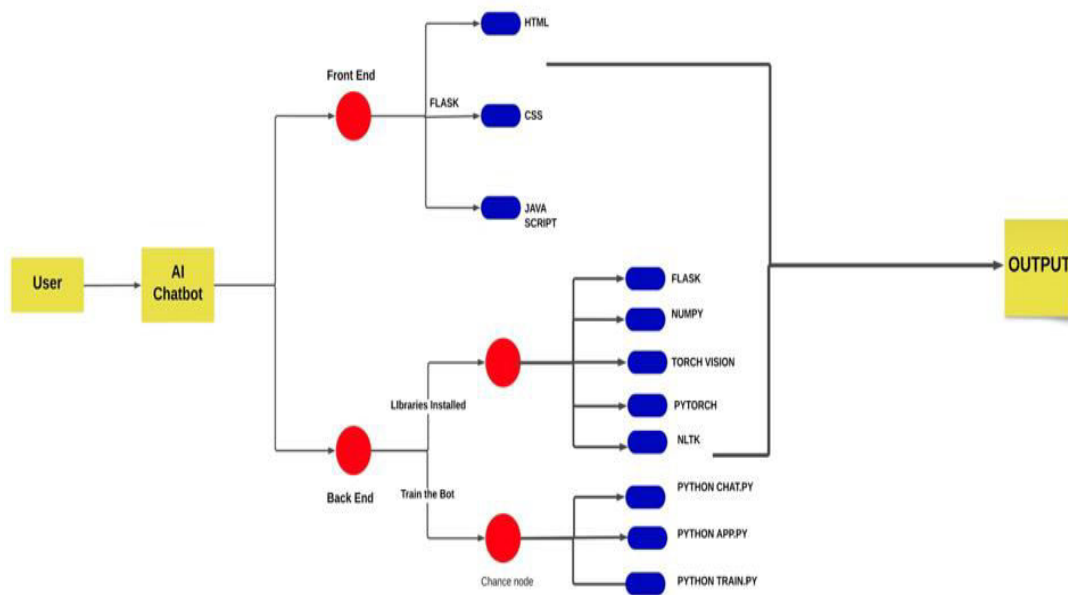 HTML
Front End
FLASK
CSS
JAVA
SCRIPT
User
AI
Chatbot
OUTPUT
FLASK
NUMPY
TORCH VISION
PYTORCH
NLTK
LIbraries Installed
Back End
Train the Bot
PYTHON CHAT.PY
PYTHON APP.PY
PYTHON TRAIN.PY
Chance node